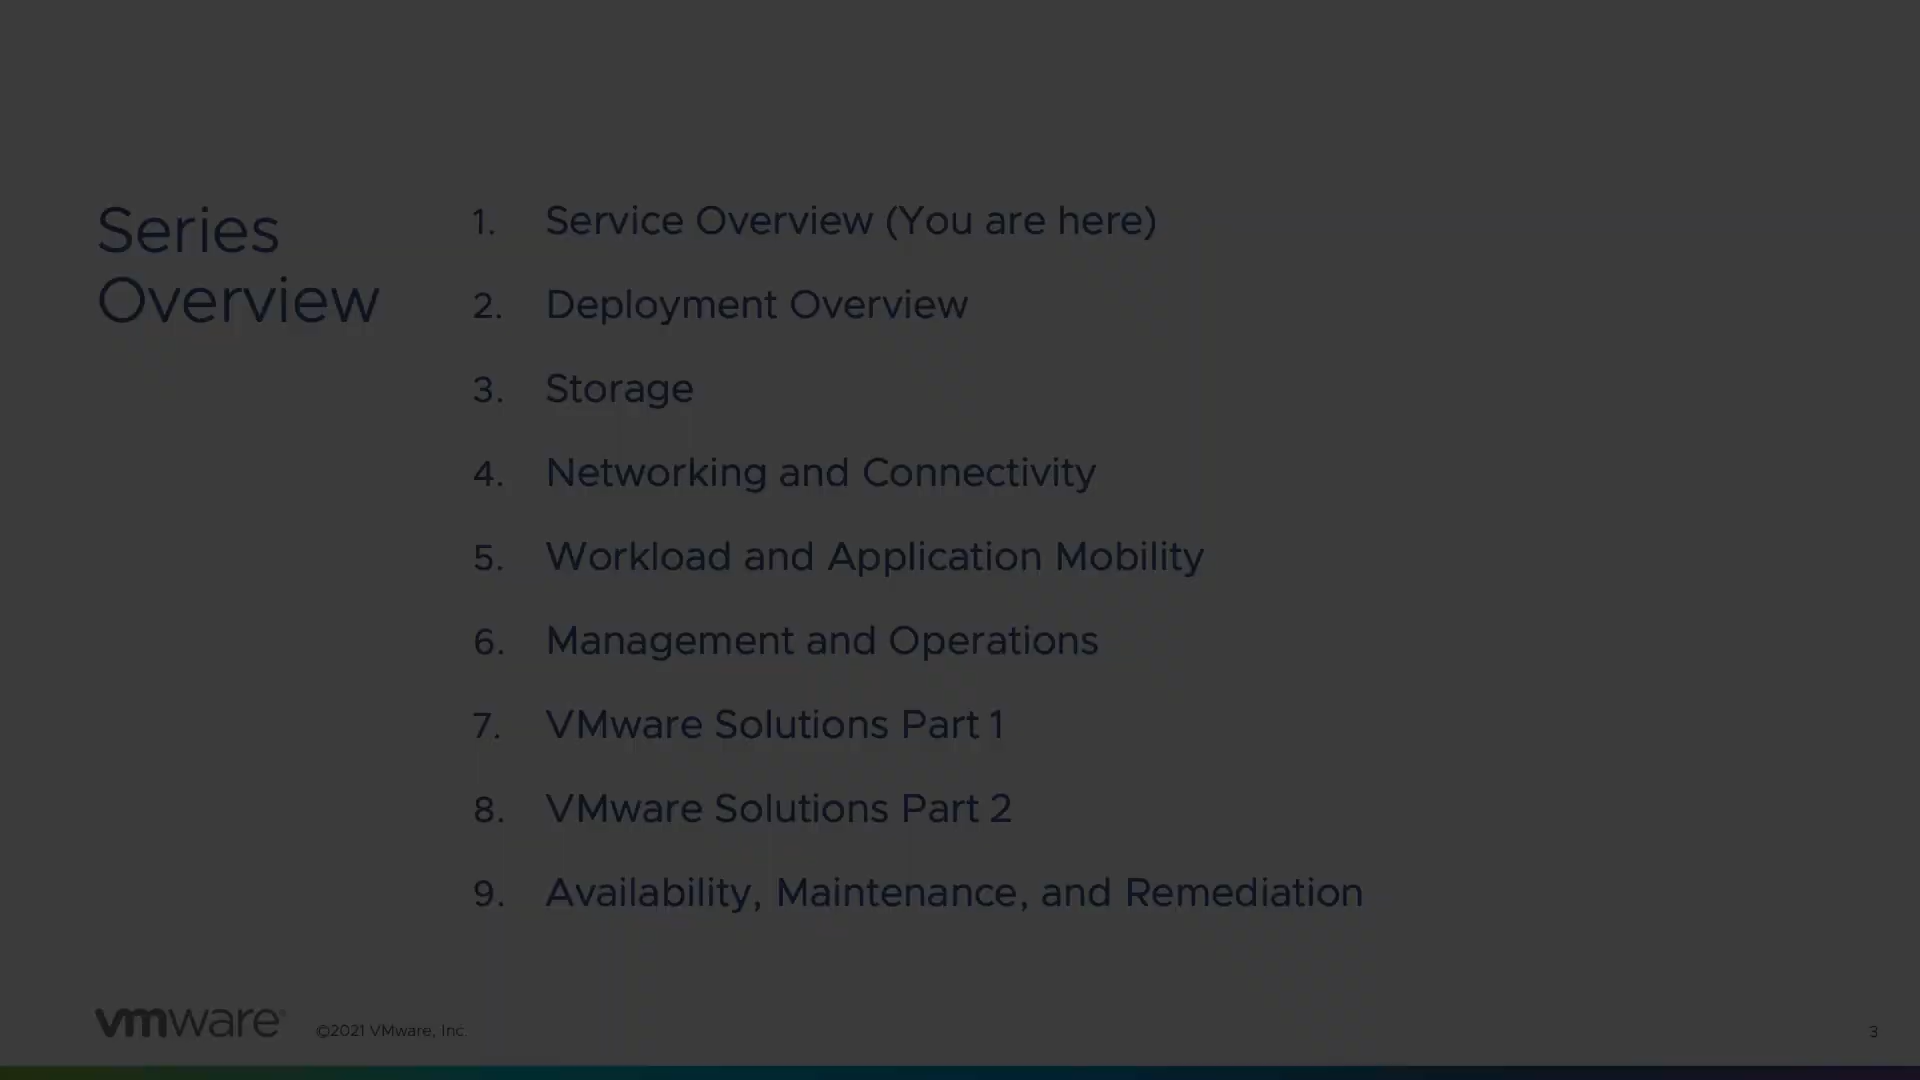 Series
Overview
1. Service Overview (You are here)
2. Deployment Overview
3. Storage
4. Networking and Connectivity
5. Workload and Application Mobility
6. Management and Operations
7. VMware Solutions Part 1
8. VMware Solutions Part 2
9. Availability, Maintenance, and Remediation
vmware®
©2021 VMware, Inc.
3